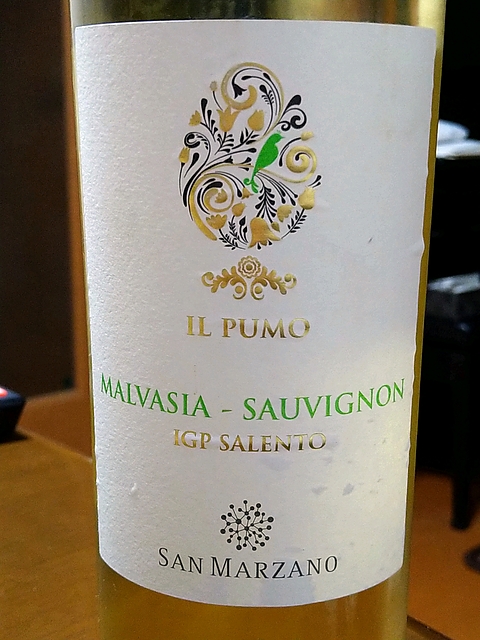 IL PUMO
MALVASIA - SAUVIGNON
IGP SALENTO
SAN MARZANO